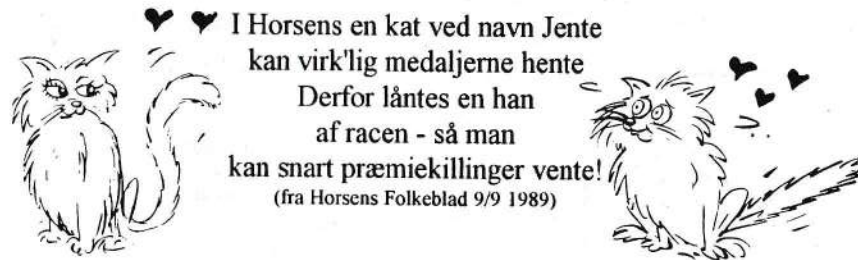 I Horsens en kat ved navn Jente
kan virk'lig medaljerne hente
Derfor låntes en han
af racen - så man
kan snart præmiekillinger vente!
(fra Horsens Folkeblad 9/9 1989)